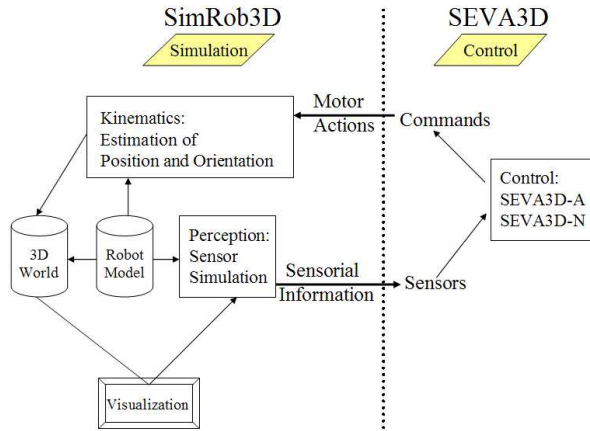 SimRob3D
SEVA3D
Simulation
Control
Motor
Actions
Commands
Kinematics:
Estimation of
Position and Orientation
Control:
SEVA3D-A
SEVA3D-N
3D
World
Robot
Model
Perception:
Sensor
Simulation
Sensorial
Information
Sensors
Visualization